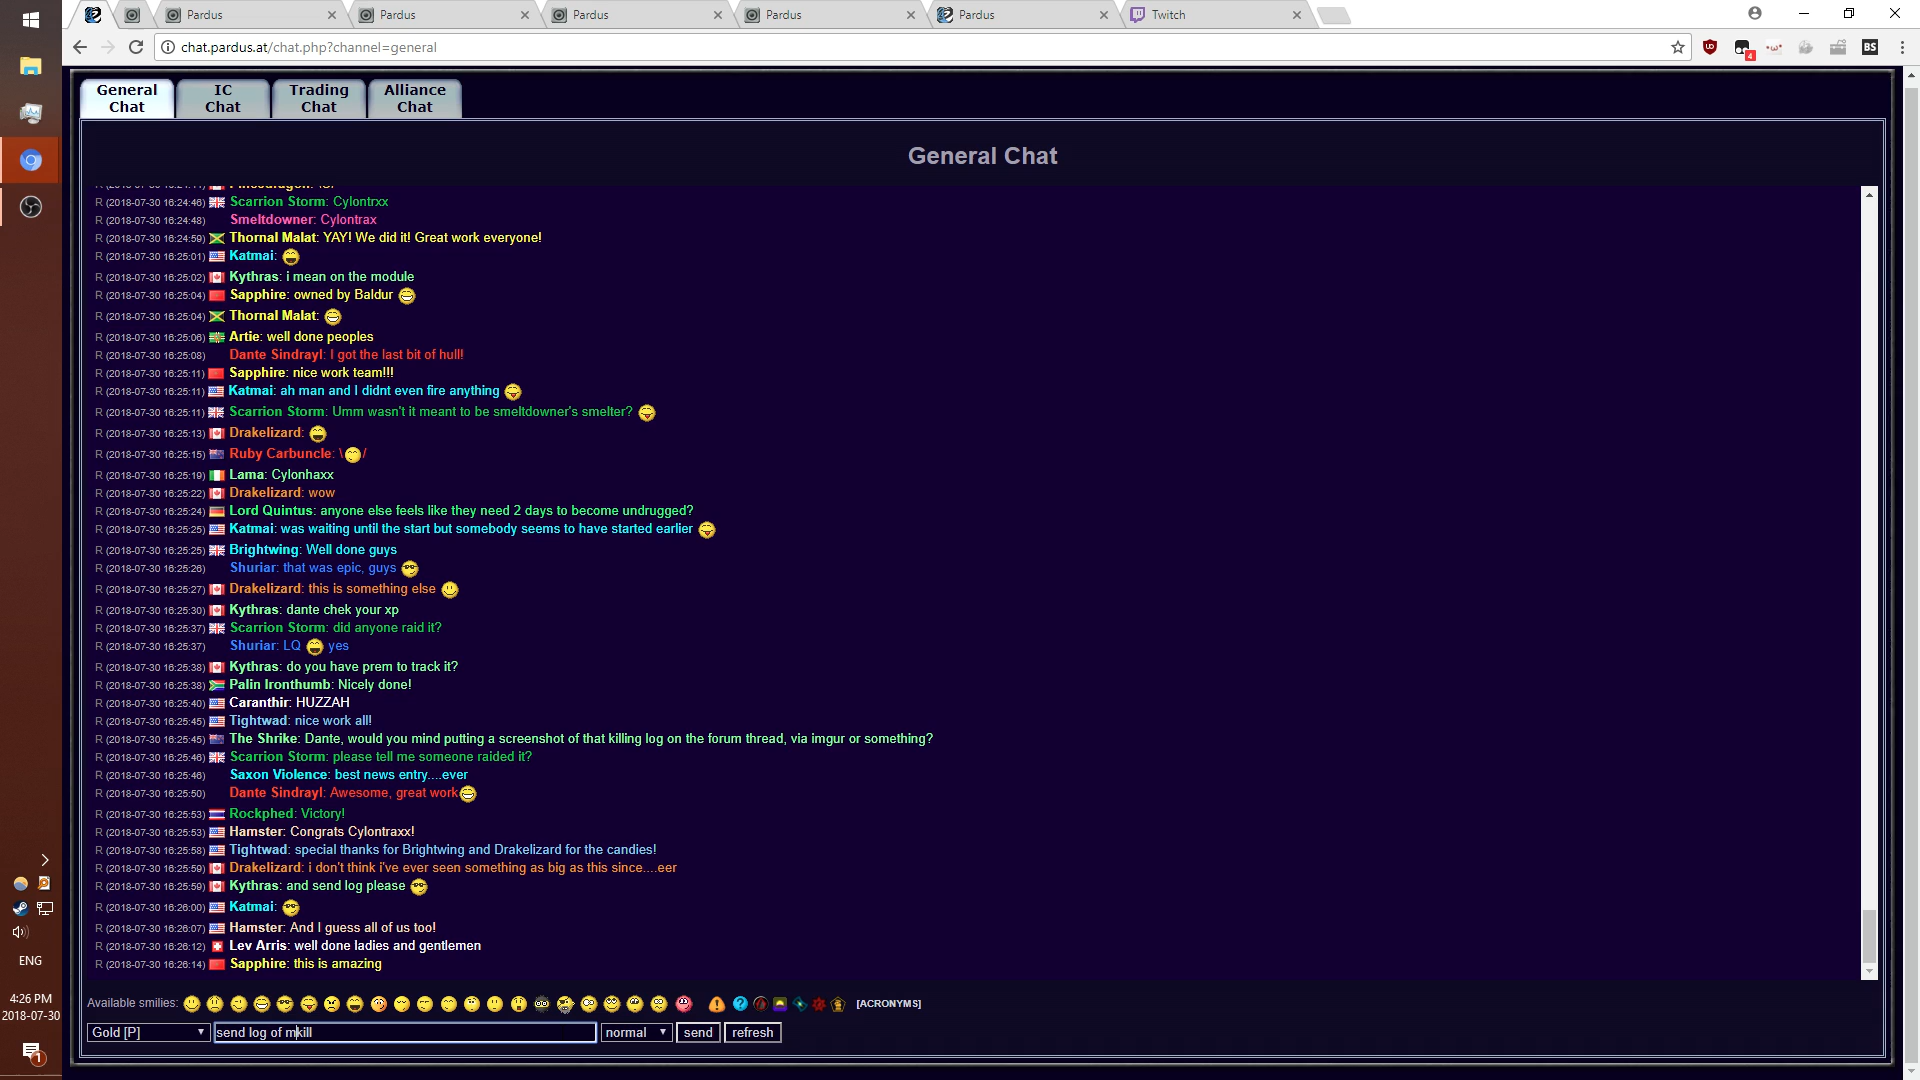 Pardus
Pardus
Pardus
Pardus
Pardus
Twitch
chat.pardus.at/chat.php?channel=general
4
BS
General Chat
IC Chat
Trading Chat
Alliance Chat
General Chat
R (2018-07-30 16:24:46) Scarrion Storm: Cylontrxx
R (2018-07-30 16:24:48) Smeltdowner: Cylontrax
R (2018-07-30 16:24:59) Thornal Malat: YAY! We did it! Great work everyone!
R (2018-07-30 16:25:01) Katmai:
R (2018-07-30 16:25:02) Kythras: i mean on the module
R (2018-07-30 16:25:04) Sapphire: owned by Baldur
R (2018-07-30 16:25:04) Thornal Malat:
R (2018-07-30 16:25:06) Artie: well done peoples
R (2018-07-30 16:25:08) Dante Sindrayl: I got the last bit of hull!
R (2018-07-30 16:25:11) Sapphire: nice work team!!!
R (2018-07-30 16:25:11) Katmai: ah man and I didnt even fire anything
R (2018-07-30 16:25:11) Scarrion Storm: Umm wasn't it meant to be smeltdowner's smelter?
R (2018-07-30 16:25:13) Drakelizard:
R (2018-07-30 16:25:15) Ruby Carbuncle: \ /
R (2018-07-30 16:25:19) Lama: Cylonhaxx
R (2018-07-30 16:25:22) Drakelizard: wow
R (2018-07-30 16:25:24) Lord Quintus: anyone else feels like they need 2 days to become undrugged?
R (2018-07-30 16:25:25) Katmai: was waiting until the start but somebody seems to have started earlier
R (2018-07-30 16:25:25) Brightwing: Well done guys
R (2018-07-30 16:25:26) Shuriar: that was epic, guys
R (2018-07-30 16:25:27) Drakelizard: this is something else
R (2018-07-30 16:25:30) Kythras: dante chek your xp
R (2018-07-30 16:25:37) Scarrion Storm: did anyone raid it?
R (2018-07-30 16:25:37) Shuriar: LQ yes
R (2018-07-30 16:25:38) Kythras: do you have prem to track it?
R (2018-07-30 16:25:38) Palin Ironthumb: Nicely done!
R (2018-07-30 16:25:40) Caranthir: HUZZAH
R (2018-07-30 16:25:45) Tightwad: nice work all!
R (2018-07-30 16:25:45) The Shrike: Dante, would you mind putting a screenshot of that killing log on the forum thread, via imgur or something?
R (2018-07-30 16:25:46) Scarrion Storm: please tell me someone raided it?
R (2018-07-30 16:25:46) Saxon Violence: best news entry....ever
R (2018-07-30 16:25:50) Dante Sindrayl: Awesome, great work
R (2018-07-30 16:25:53) Rockphed: Victory!
R (2018-07-30 16:25:53) Hamster: Congrats Cylontraxx!
R (2018-07-30 16:25:58) Tightwad: special thanks for Brightwing and Drakelizard for the candies!
R (2018-07-30 16:25:59) Drakelizard: i don't think i've ever seen something as big as this since....eer
R (2018-07-30 16:25:59) Kythras: and send log please
R (2018-07-30 16:26:00) Katmai:
R (2018-07-30 16:26:07) Hamster: And I guess all of us too!
R (2018-07-30 16:26:12) Lev Arris: well done ladies and gentlemen
R (2018-07-30 16:26:14) Sapphire: this is amazing
Available smilies: [ACRONYMS]
Gold [P] send log of mkill normal send refresh
ENG
4:26 PM
2018-07-30
1